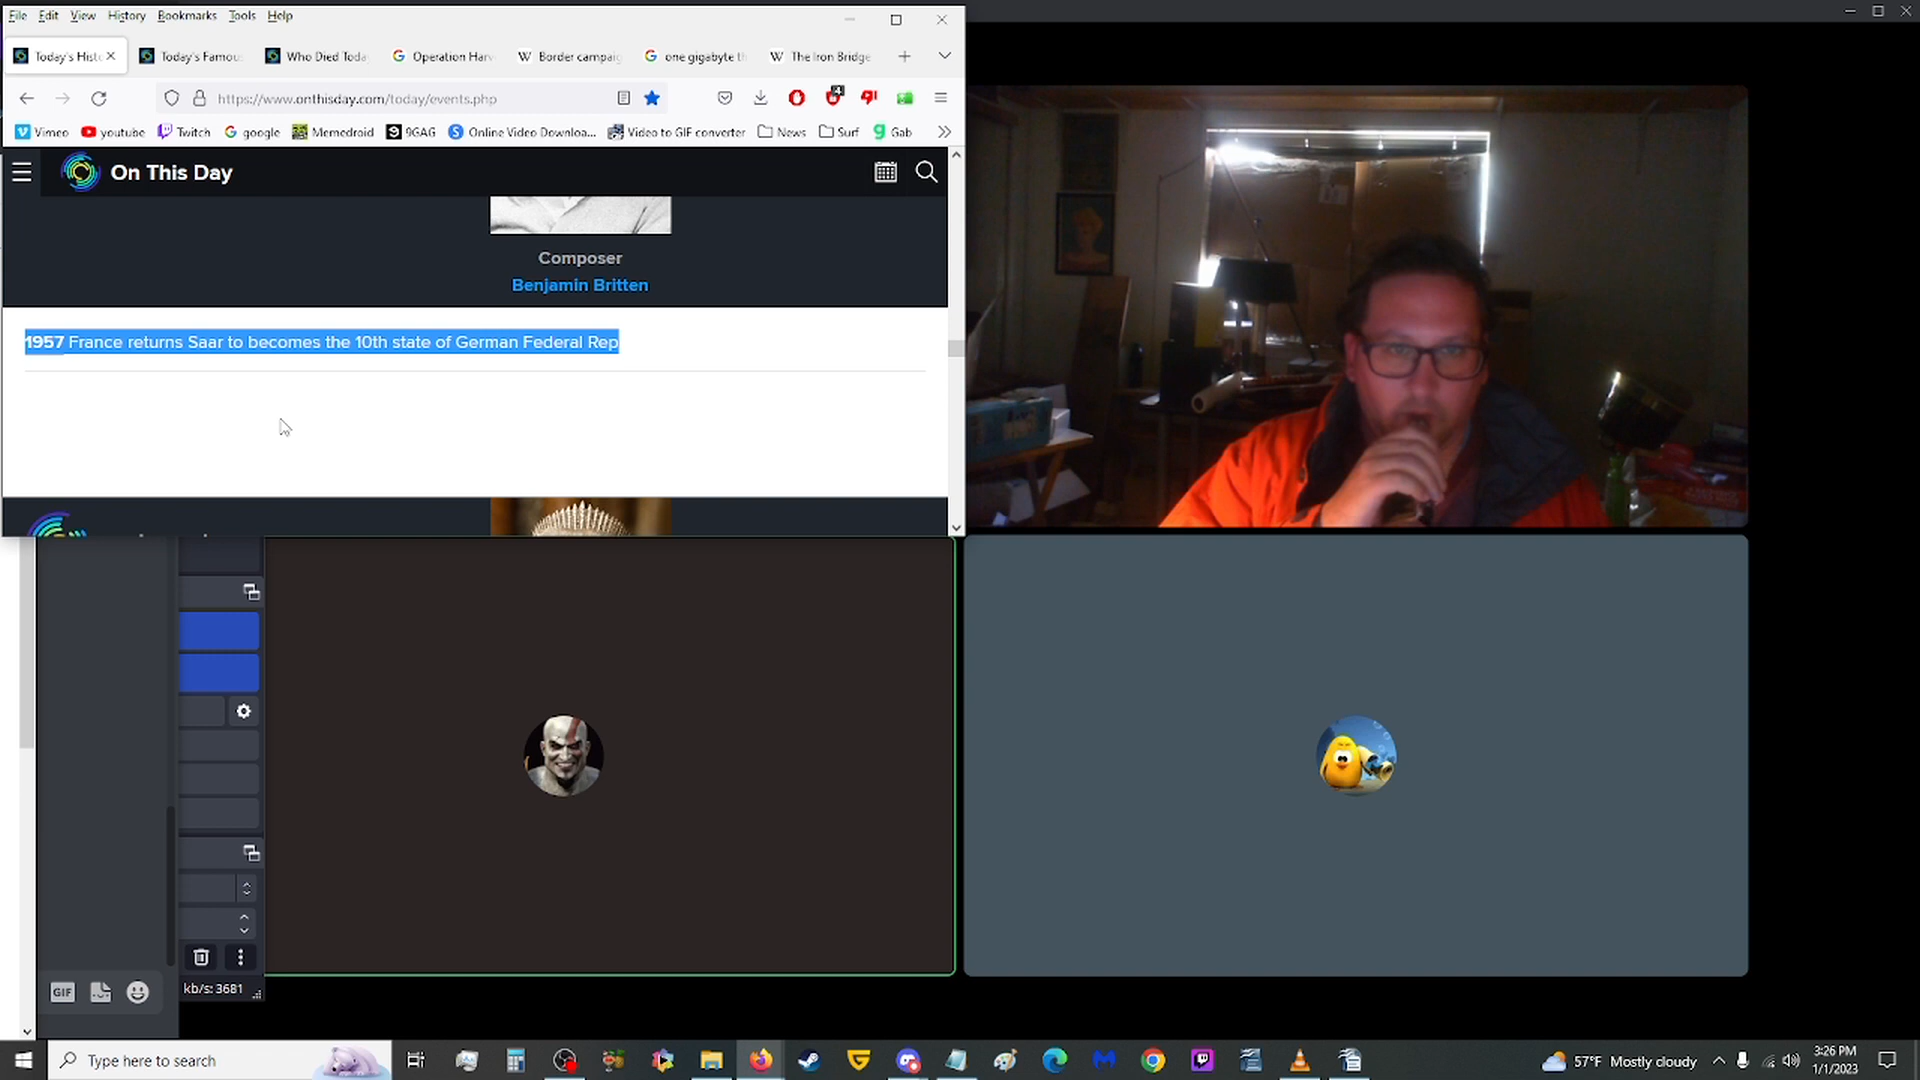 File Edit View History Bookmarks Tools Help
Today's Hist
Today's Famou
Who Died Toda
Operation Harv
Border campaig
one gigabyte th
The Iron Bridge
https://www.onthisday.com/today/events.php
Vimeo youtube Twitch google Memedroid 9GAG Online Video Downloa... Video to GIF converter News Surf Gab
On This Day
Composer
Benjamin Britten
1957 France returns Saar to becomes the 10th state of German Federal Rep
GIF
kb/s: 3681
Type here to search
57°F Mostly cloudy
3:26 PM
1/1/2023